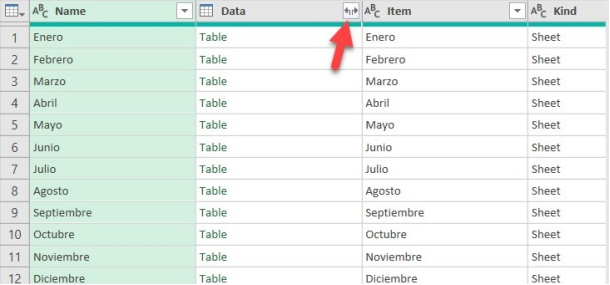 ABC Name Data ABC Item ABC Kind
1 Enero Table Enero Sheet
2 Febrero Table Febrero Sheet
3 Marzo Table Marzo Sheet
4 Abril Table Abril Sheet
5 Mayo Table Mayo Sheet
6 Junio Table Junio Sheet
7 Julio Table Julio Sheet
8 Agosto Table Agosto Sheet
9 Septiembre Table Septiembre Sheet
10 Octubre Table Octubre Sheet
11 Noviembre Table Noviembre Sheet
12 Diciembre Table Diciembre Sheet